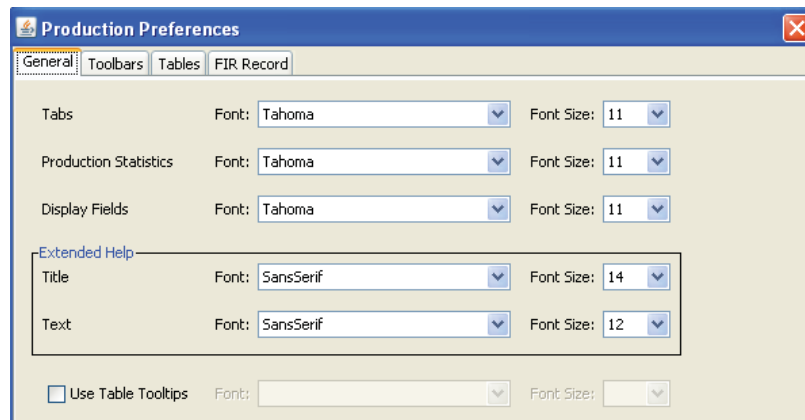 Production Preferences
General Toolbars Tables FIR Record
Tabs Font: Tahoma Font Size: 11
Production Statistics Font: Tahoma Font Size: 11
Display Fields Font: Tahoma Font Size: 11
Extended Help
Title Font: SansSerif Font Size: 14
Text Font: SansSerif Font Size: 12
Use Table Tooltips Font: Font Size: